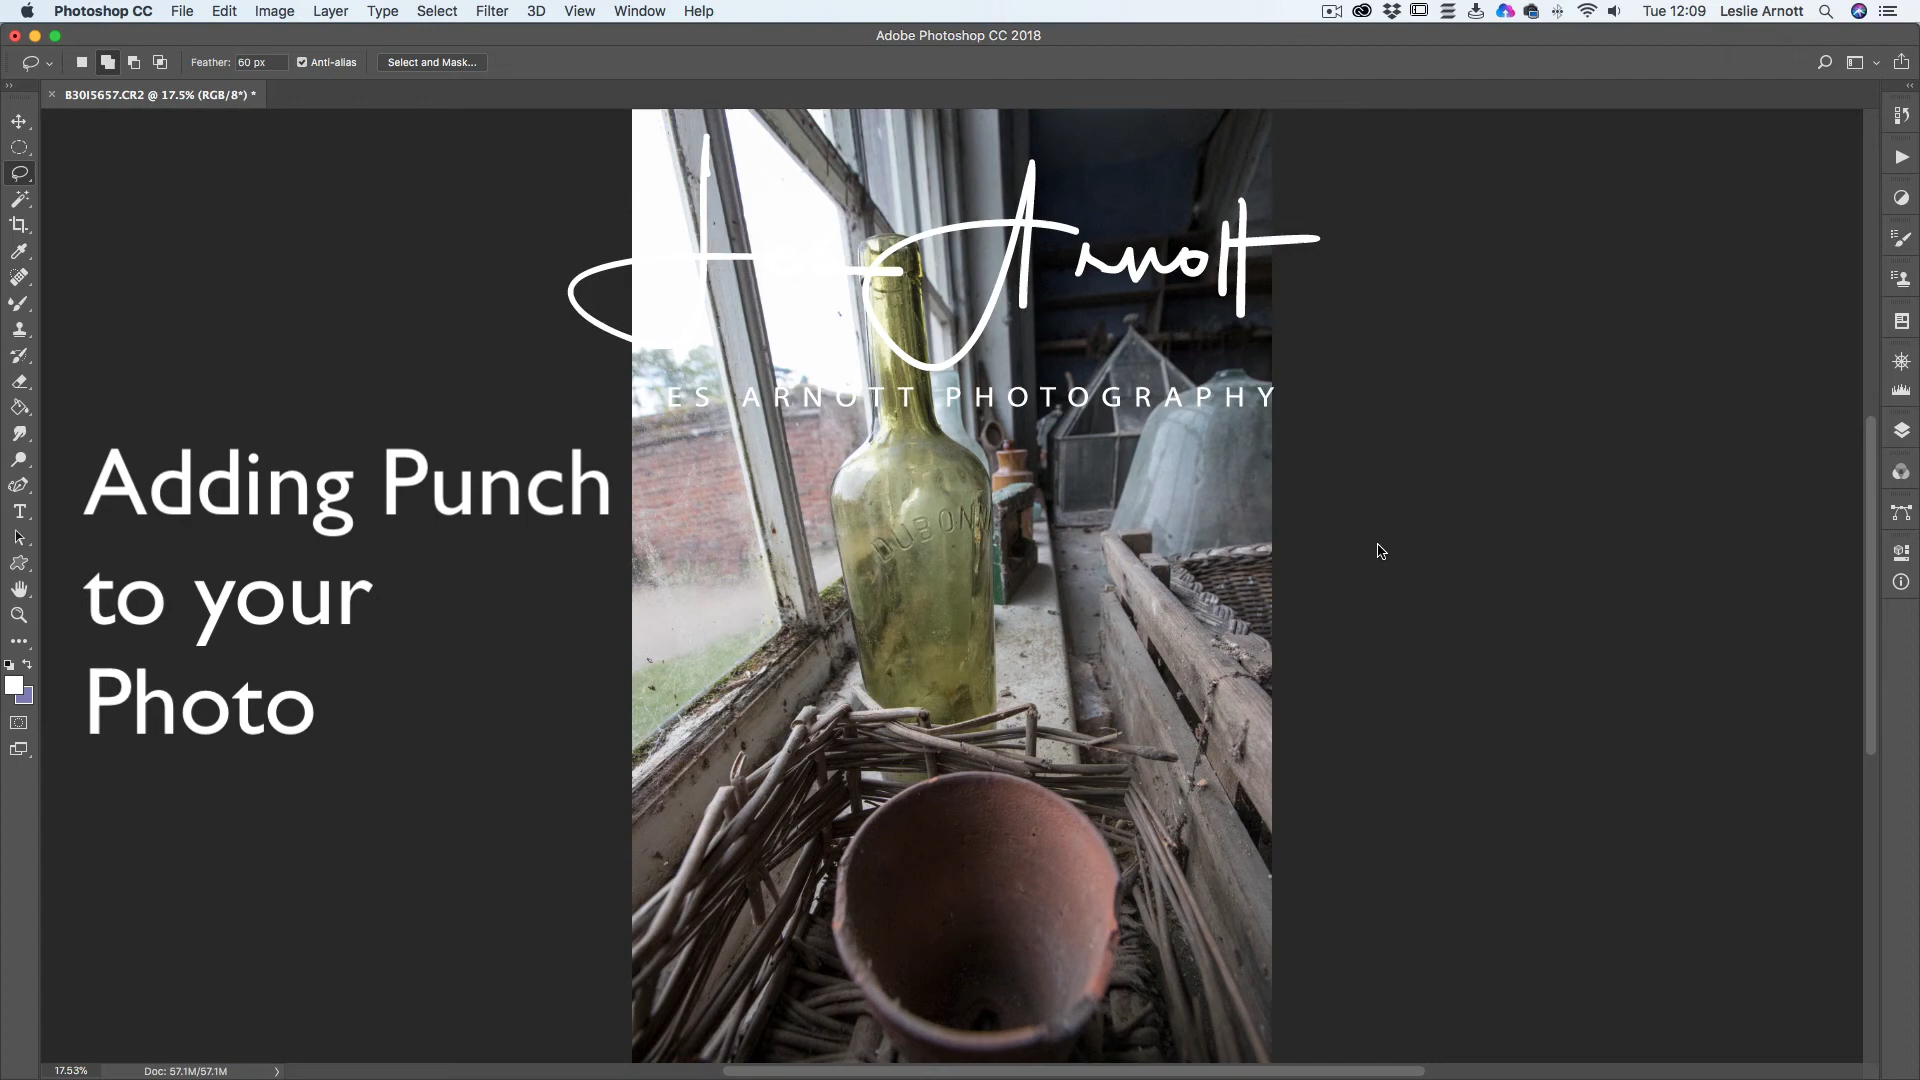 Photoshop CC File Edit Image Layer Type Select Filter 3D View Window Help Tue 12:09 Leslie Arnott
Adobe Photoshop CC 2018
Feather: 60 px Anti-alias Select and Mask...
× B30I5657.CR2 @ 17.5% (RGB/8*) *
Arnott
ES ARNOTT PHOTOGRAPHY
Adding Punch
to your
Photo
DUBONN
17.53% Doc: 57.1M/57.1M